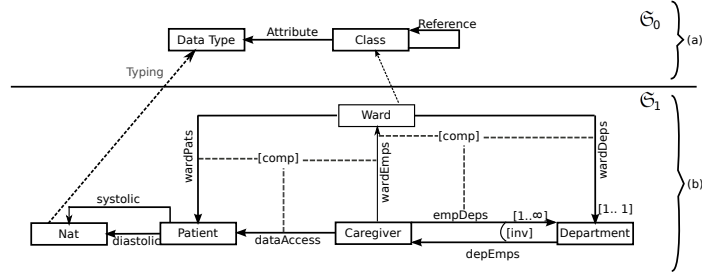 Reference
𝔖0
Data Type
Attribute
Class
(a)
Typing
𝔖1
Ward
[comp]
[comp]
wardPats
wardEmps
wardDeps
(b)
systolic
empDeps
[1..∞]
[1.. 1]
Nat
diastolic
Patient
dataAccess
Caregiver
[inv]
Department
depEmps